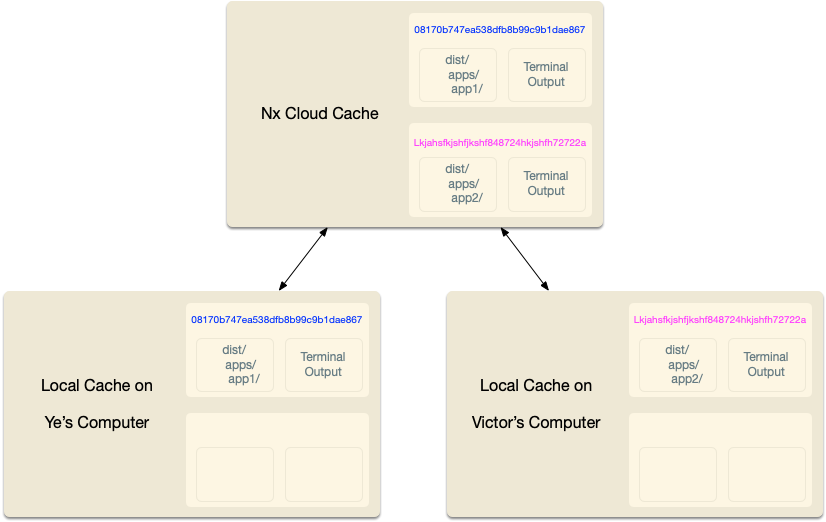 08170b747ea538dfb8b99c9b1dae867
dist/
apps/
app1/
Terminal
Output
Nx Cloud Cache
Lkjahsfkjshfjkshf848724hkjshfh72722a
dist/
apps/
app2/
Terminal
Output
08170b747ea538dfb8b99c9b1dae867
dist/
apps/
app1/
Terminal
Output
Local Cache on
Ye's Computer
Lkjahsfkjshfjkshf848724hkjshfh72722a
dist/
apps/
app2/
Terminal
Output
Local Cache on
Victor's Computer